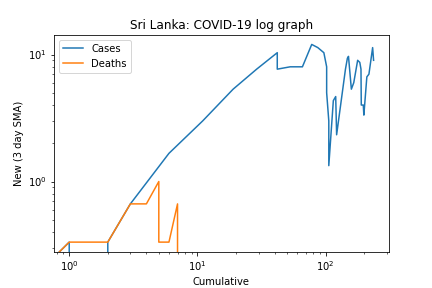 Sri Lanka: COVID-19 log graph
Cases
Deaths
10¹
10⁰
New (3 day SMA)
10⁰ 10¹ 10²
Cumulative